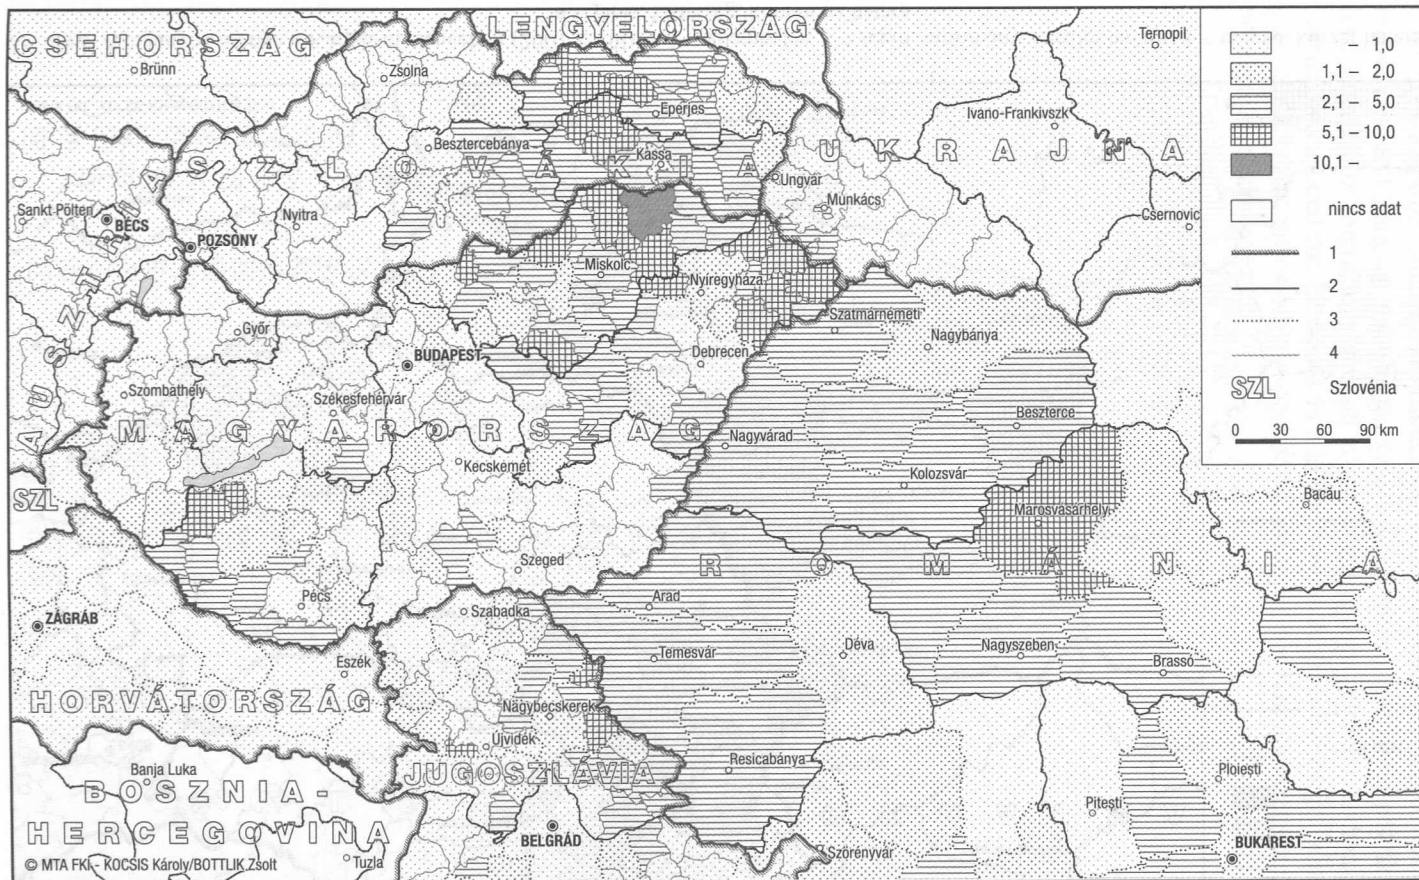 CSEHORSZÁG
LENGYELORSZÁG
Brünn
Zsolna
Ternopil
Eperjes
Ivano-Frankivszk
Besztercebánya
Kassa
SZLOVÁKIA
UKRAJNA
Ungvár
Munkács
Sankt Pölten
BÉCS
Nyitra
POZSONY
Csernovic
AUSZTRIA
Miskolc
Nyíregyháza
Győr
Szatmárnémeti
Nagybánya
BUDAPEST
Debrecen
Szombathely
Székesfehérvár
Beszterce
MAGYARORSZÁG
Nagyvárad
Kecskemét
Kolozsvár
SZL
Marosvásárhely
Bacău
Szeged
ROMÁNIA
Pécs
Szabadka
Arad
ZÁGRÁB
Déva
Nagyszeben
Temesvár
Brassó
Eszék
HORVÁTORSZÁG
Nagybecskerek
Újvidék
JUGOSZLÁVIA
Resicabánya
Banja Luka
Ploiesti
BOSZNIA-
HERCEGOVINA
Pitești
BELGRÁD
Szörényvár
BUKAREST
Tuzla
© MTA FKI - KOCSIS Károly/BOTTLIK Zsolt
– 1,0
1,1 – 2,0
2,1 – 5,0
5,1 – 10,0
10,1 –
nincs adat
1
2
3
4
SZL Szlovénia
0 30 60 90 km